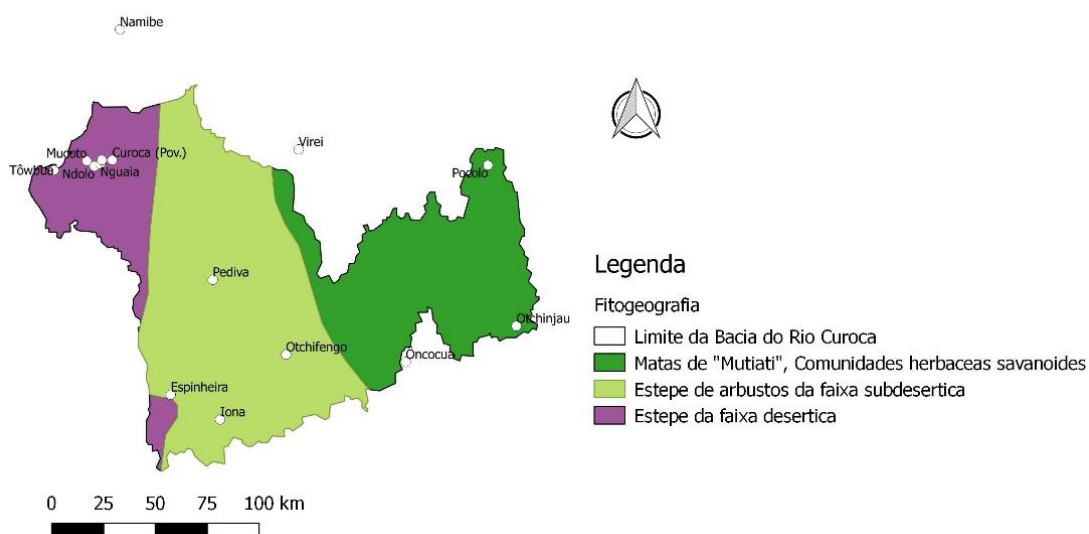 Namibe
Virei
Mucoto
Curoca (Pov.)
Tôwbua
Ndolo
Nguaia
Pocolo
Pediva
Otchinjau
Otchifengo
Oncocua
Espinheira
Iona
Legenda
Fitogeografia
Limite da Bacia do Rio Curoca
Matas de "Mutiati", Comunidades herbaceas savanoides
Estepe de arbustos da faixa subdesertica
Estepe da faixa desertica
0 25 50 75 100 km